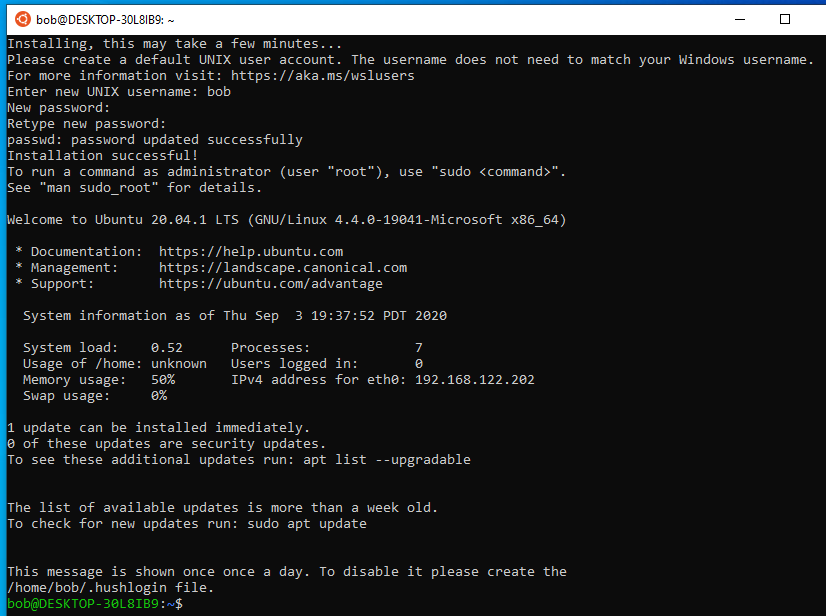 bob@DESKTOP-30L8IB9: ~
Installing, this may take a few minutes...
Please create a default UNIX user account. The username does not need to match your Windows username.
For more information visit: https://aka.ms/wslusers
Enter new UNIX username: bob
New password:
Retype new password:
passwd: password updated successfully
Installation successful!
To run a command as administrator (user "root"), use "sudo <command>".
See "man sudo_root" for details.

Welcome to Ubuntu 20.04.1 LTS (GNU/Linux 4.4.0-19041-Microsoft x86_64)

 * Documentation:  https://help.ubuntu.com
 * Management:     https://landscape.canonical.com
 * Support:        https://ubuntu.com/advantage

  System information as of Thu Sep  3 19:37:52 PDT 2020

  System load:    0.52      Processes:              7
  Usage of /home: unknown   Users logged in:       0
  Memory usage:   50%       IPv4 address for eth0: 192.168.122.202
  Swap usage:     0%

1 update can be installed immediately.
0 of these updates are security updates.
To see these additional updates run: apt list --upgradable


The list of available updates is more than a week old.
To check for new updates run: sudo apt update


This message is shown once once a day. To disable it please create the
/home/bob/.hushlogin file.
bob@DESKTOP-30L8IB9:~$